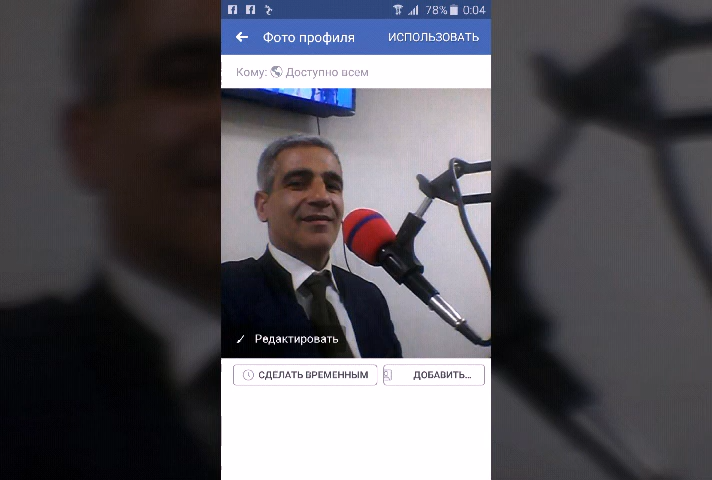 78% 0:04
Фото профиля ИСПОЛЬЗОВАТЬ
Кому: Доступно всем
Редактировать
СДЕЛАТЬ ВРЕМЕННЫМ ДОБАВИТЬ...